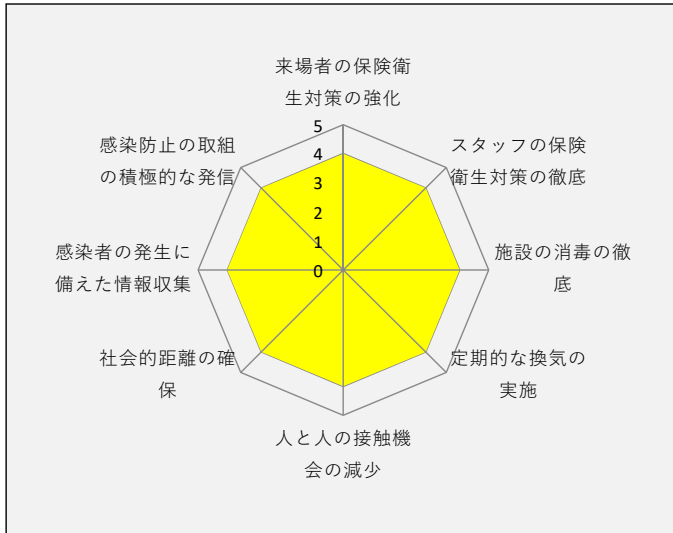 来場者の保険衛
生対策の強化
スタッフの保険
衛生対策の徹底
施設の消毒の徹
底
定期的な換気の
実施
人と人の接触機
会の減少
社会的距離の確
保
感染者の発生に
備えた情報収集
感染防止の取組
の積極的な発信
5
4
3
2
1
0